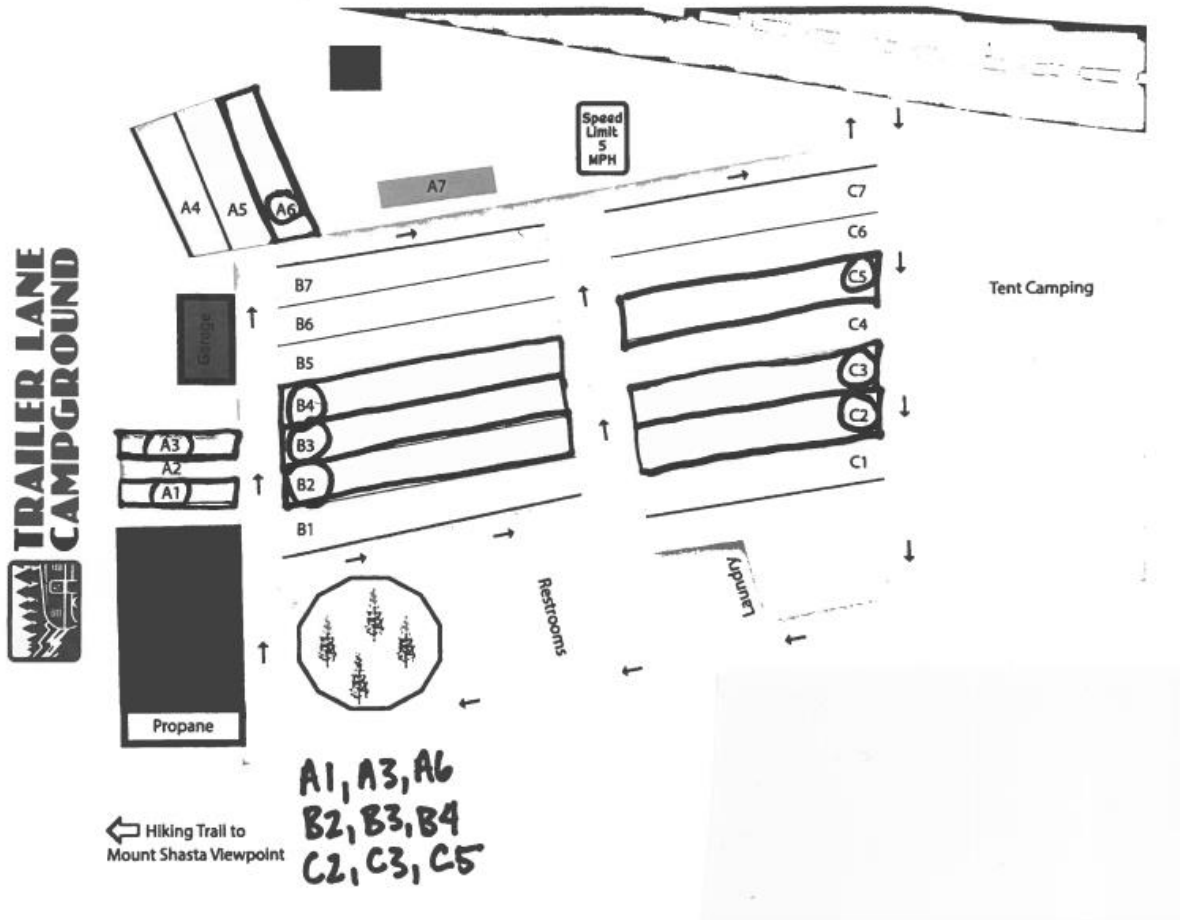 TRAILER LANE
CAMPGROUND
Speed
Limit
5
MPH
A4
A5
A6
A7
C7
C6
C5
C4
C3
C2
C1
Tent Camping
B7
B6
B5
B4
B3
B2
B1
Garage
A3
A2
A1
Laundry
Restrooms
Propane
A1, A3, A6
B2, B3, B4
C2, C3, C5
Hiking Trail to
Mount Shasta Viewpoint